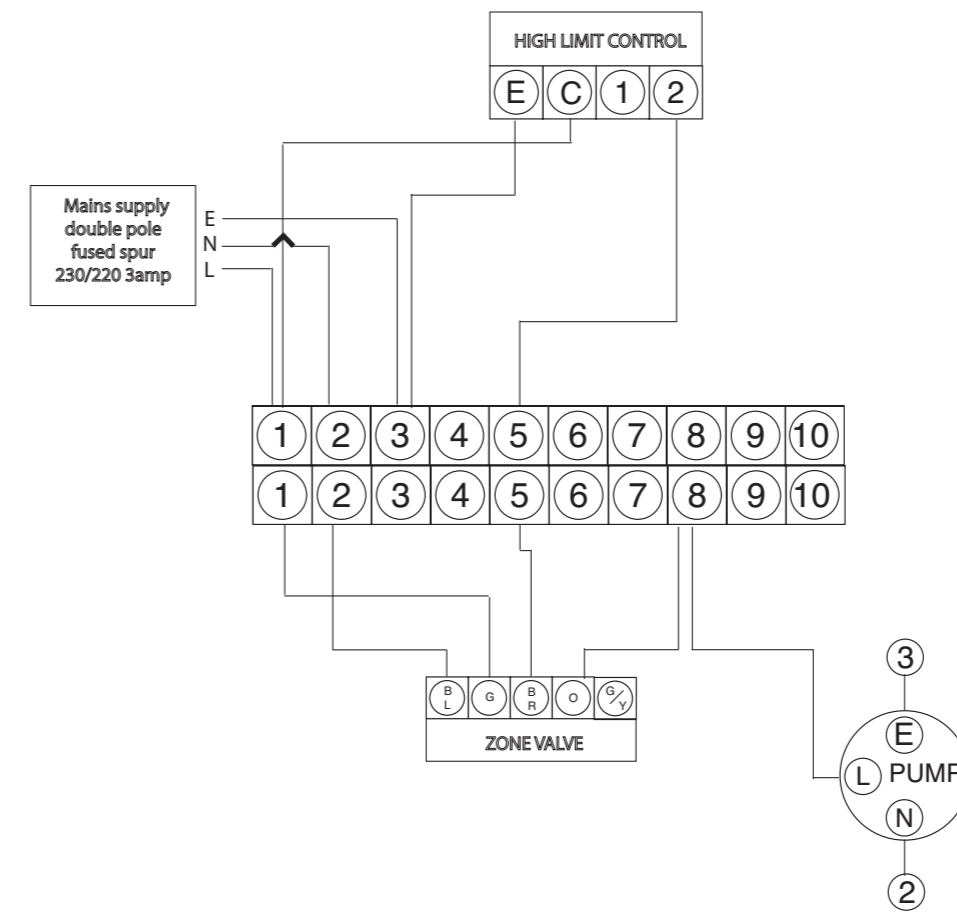 HIGH LIMIT CONTROL
E C 1 2
Mains supply
double pole
fused spur
230/220 3amp
E
N
L
1 2 3 4 5 6 7 8 9 10
1 2 3 4 5 6 7 8 9 10
B L G B R O G/Y
ZONE VALVE
3
E
L PUMP
N
2